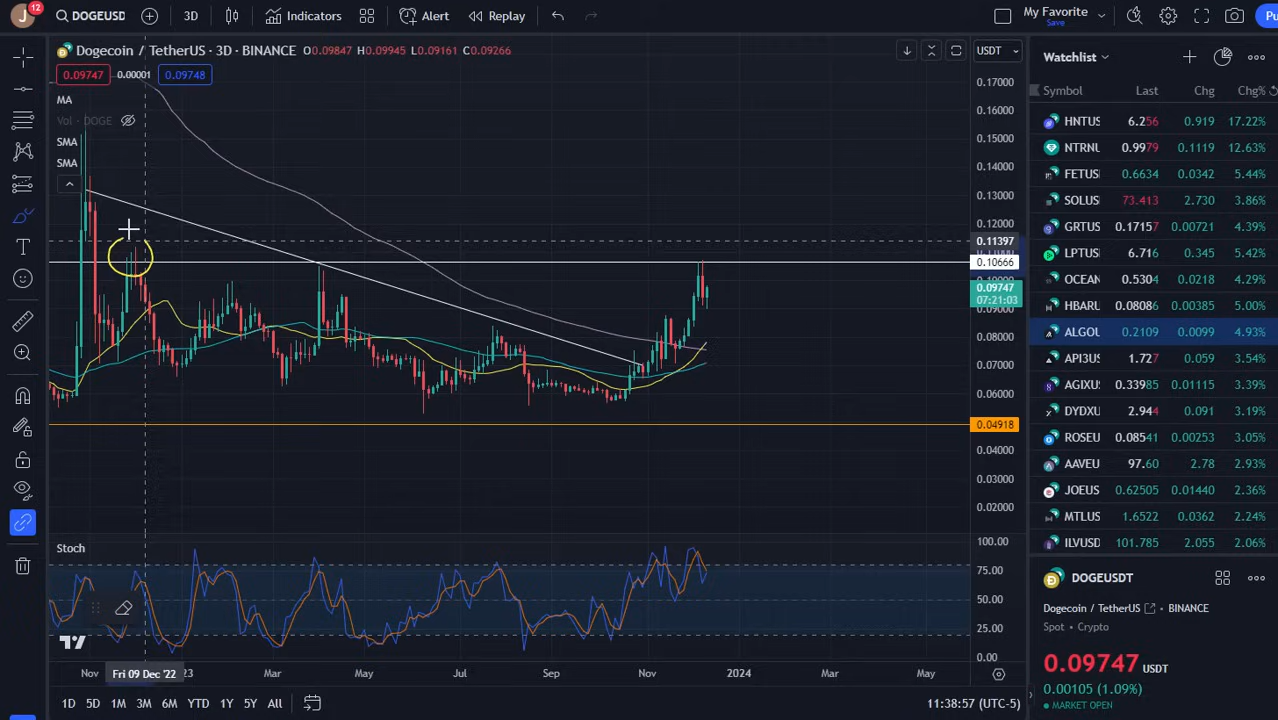 J 12 DOGEUSD 3D Indicators Alert Replay My Favorite Save Pu
Dogecoin / TetherUS · 3D · BINANCE O0.09847 H0.09945 L0.09161 C0.09266 USDT
0.09747 0.00001 0.09748
MA
Vol · DOGE
SMA
SMA
0.17000
0.16000
0.15000
0.14000
0.13000
0.12000
0.11397
0.10666
0.09747
07:21:03
0.09000
0.08000
0.07000
0.06000
0.04918
0.04000
0.03000
0.02000
Stoch
100.00
75.00
50.00
25.00
0.00
Nov Fri 09 Dec '22 23 Mar May Jul Sep Nov 2024 Mar May
1D 5D 1M 3M 6M YTD 1Y 5Y All 11:38:57 (UTC-5)
Watchlist
Symbol Last Chg Chg%
HNTUS 6.256 0.919 17.22%
NTRNU 0.9979 0.1119 12.63%
FETUS 0.6634 0.0342 5.44%
SOLUS 73.413 2.730 3.86%
GRTUS 0.17157 0.00721 4.39%
LPTUS 6.716 0.345 5.42%
OCEAN 0.5304 0.0218 4.29%
HBARU 0.0808 0.00385 5.00%
ALGOU 0.2109 0.0099 4.93%
API3US 1.727 0.059 3.54%
AGIXU 0.33985 0.01115 3.39%
DYDXU 2.944 0.091 3.19%
ROSEU 0.08541 0.00253 3.05%
AAVEU 97.60 2.78 2.93%
JOEUS 0.62505 0.01440 2.36%
MTLUS 1.6522 0.0362 2.24%
ILVUSD 101.785 2.055 2.06%
DOGEUSDT
Dogecoin / TetherUS · BINANCE
Spot · Crypto
0.09747 USDT
0.00105 (1.09%)
MARKET OPEN